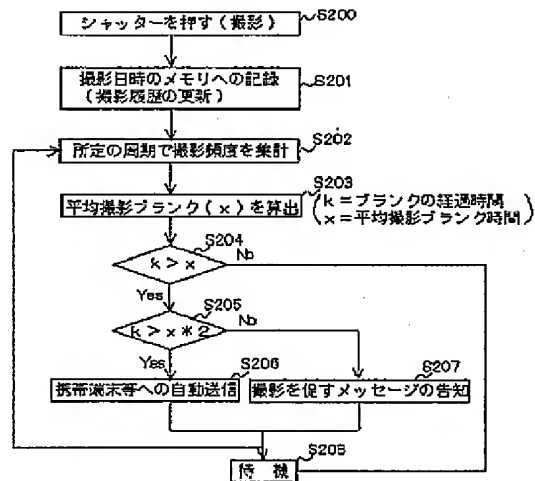 シャッターを押す(撮影)
S200
撮影日時のメモリへの記録
(撮影履歴の更新)
S201
所定の周期で撮影頻度を集計
S202
S203
平均撮影ブランク(x)を算出
(k=ブランクの経過時間
x=平均撮影ブランク時間)
S204
k>x
No
Yes
S205
k>x*2
No
Yes
S206
携帯端末等への自動送信
S207
撮影を促すメッセージの告知
S208
待 機